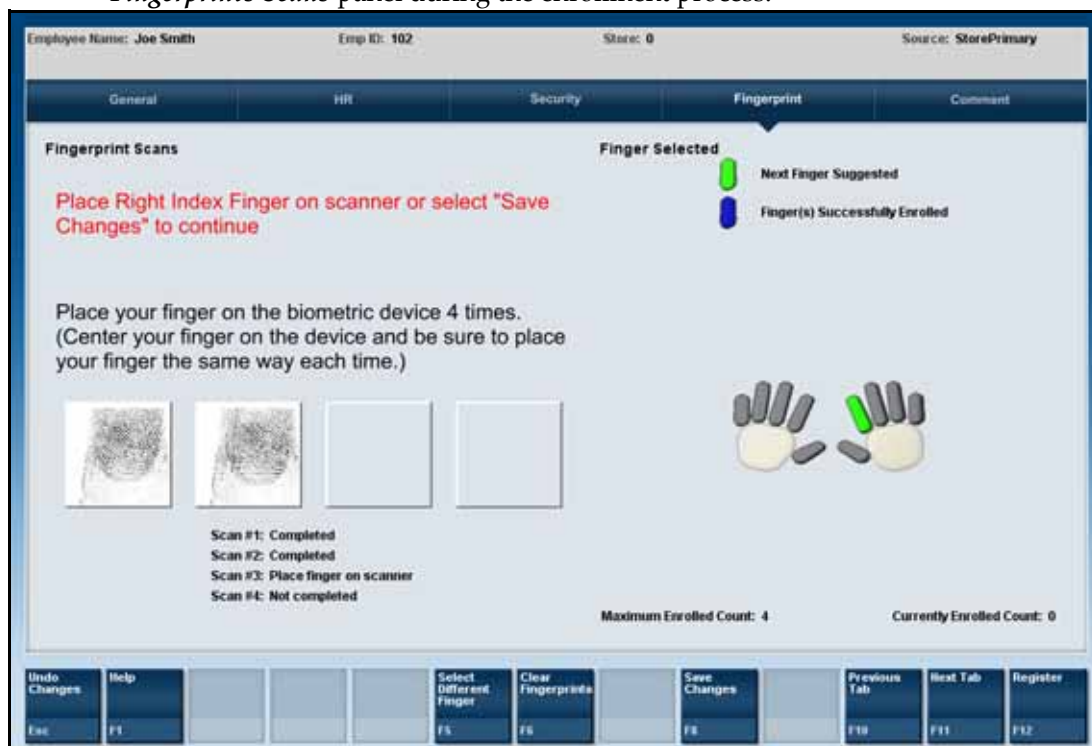 Fingerprint Scans panel during the enrollment process.
Employee Name: Joe Smith Emp ID: 102 Store: 0 Source: StorePrimary
General HR Security Fingerprint Comment
Fingerprint Scans
Place Right Index Finger on scanner or select "Save
Changes" to continue
Place your finger on the biometric device 4 times.
(Center your finger on the device and be sure to place
your finger the same way each time.)
Scan #1: Completed
Scan #2: Completed
Scan #3: Place finger on scanner
Scan #4: Not completed
Finger Selected
Next Finger Suggested
Finger(s) Successfully Enrolled
Maximum Enrolled Count: 4 Currently Enrolled Count: 0
Undo
Changes
Esc
Help
F1
Select
Different
Finger
F5
Clear
Fingerprints
F6
Save
Changes
F8
Previous
Tab
F10
Next Tab
F11
Register
F12